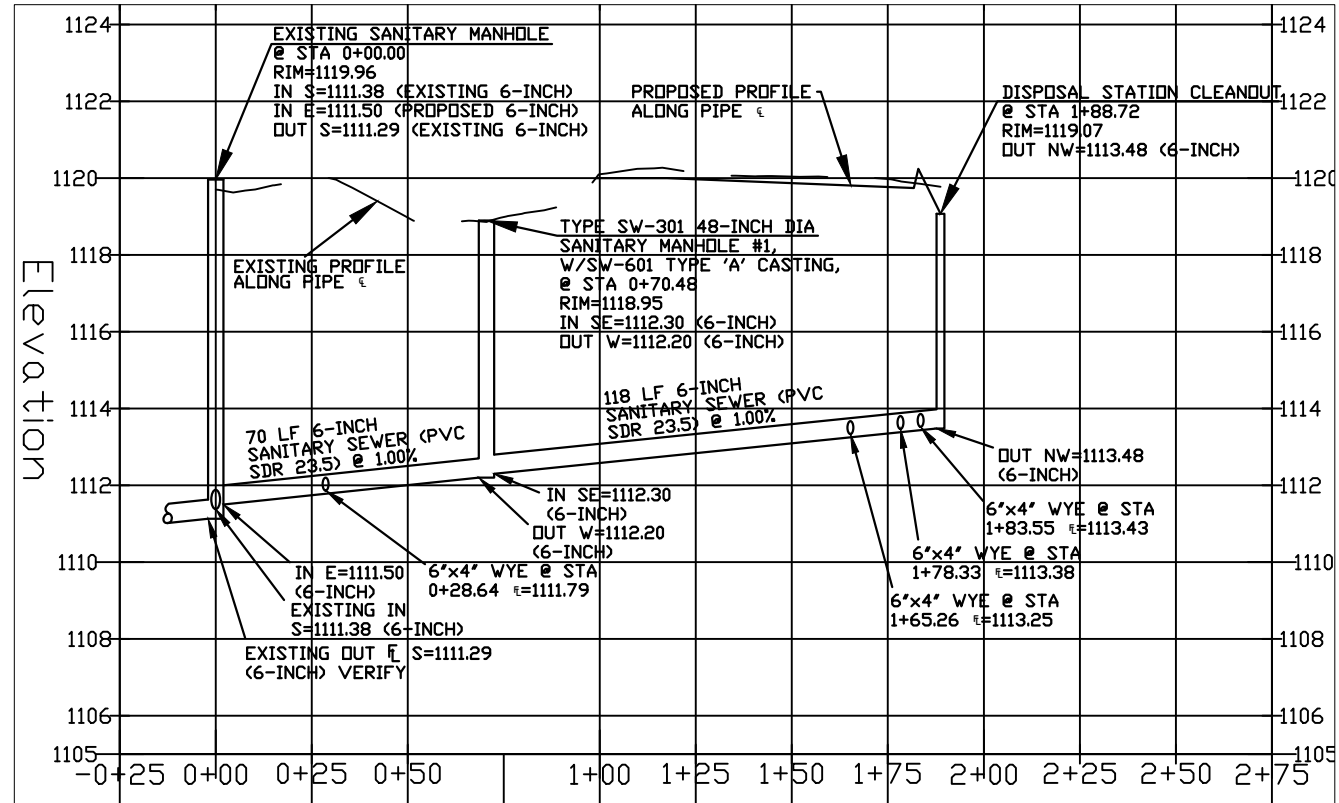 1124
1124
EXISTING SANITARY MANHOLE
@ STA 0+00.00
RIM=1119.96
IN S=1111.38 (EXISTING 6-INCH)
IN E=1111.50 (PROPOSED 6-INCH)
OUT S=1111.29 (EXISTING 6-INCH)
PROPOSED PROFILE
ALONG PIPE ℄
DISPOSAL STATION CLEANOUT
@ STA 1+88.72
RIM=1119.07
OUT NW=1113.48 (6-INCH)
1122
1122
1120
1120
EXISTING PROFILE
ALONG PIPE ℄
TYPE SW-301 48-INCH DIA
SANITARY MANHOLE #1,
W/SW-601 TYPE 'A' CASTING,
@ STA 0+70.48
RIM=1118.95
IN SE=1112.30 (6-INCH)
OUT W=1112.20 (6-INCH)
1118
1118
Elevation
1116
1116
1114
1114
70 LF 6-INCH
SANITARY SEWER (PVC
SDR 23.5) @ 1.00%
118 LF 6-INCH
SANITARY SEWER (PVC
SDR 23.5) @ 1.00%
1112
1112
IN SE=1112.30
(6-INCH)
OUT W=1112.20
(6-INCH)
OUT NW=1113.48
(6-INCH)
6"x4" WYE @ STA
1+83.55 FL=1113.43
6"x4" WYE @ STA
1+78.33 FL=1113.38
6"x4" WYE @ STA
1+65.26 FL=1113.25
1110
1110
IN E=1111.50
(6-INCH)
6"x4" WYE @ STA
0+28.64 FL=1111.79
EXISTING IN
S=1111.38 (6-INCH)
EXISTING OUT FL S=1111.29
(6-INCH) VERIFY
1108
1108
1106
1106
1105
1105
-0+25 0+00 0+25 0+50 1+00 1+25 1+50 1+75 2+00 2+25 2+50 2+75